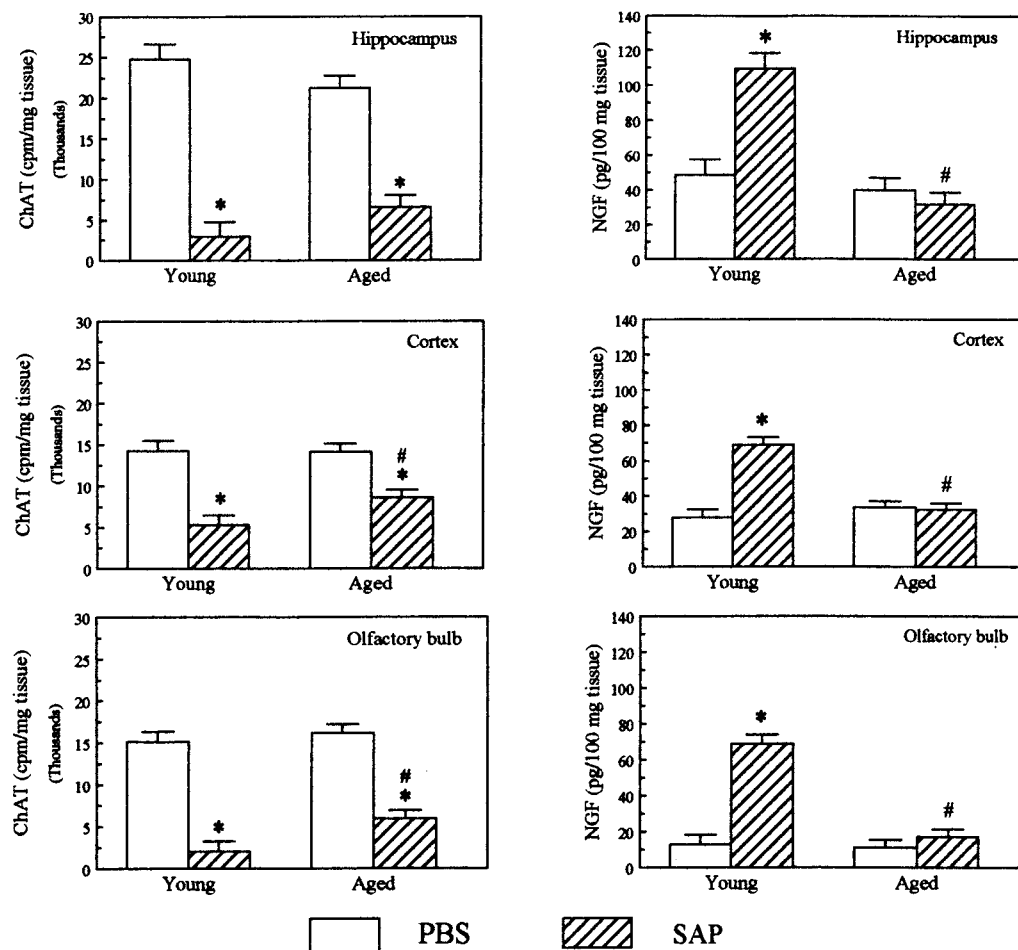 Hippocampus
ChAT (cpm/mg tissue)
(Thousands)
30
25
20
15
10
5
0
*
*
Young
Aged
Hippocampus
NGF (pg/100 mg tissue)
140
120
100
80
60
40
20
0
*
#
Young
Aged
Cortex
ChAT (cpm/mg tissue)
(Thousands)
30
25
20
15
10
5
0
*
#
*
Young
Aged
Cortex
NGF (pg/100 mg tissue)
140
120
100
80
60
40
20
0
*
#
Young
Aged
Olfactory bulb
ChAT (cpm/mg tissue)
(Thousands)
30
25
20
15
10
5
0
*
#
*
Young
Aged
Olfactory bulb
NGF (pg/100 mg tissue)
140
120
100
80
60
40
20
0
*
#
Young
Aged
PBS
SAP